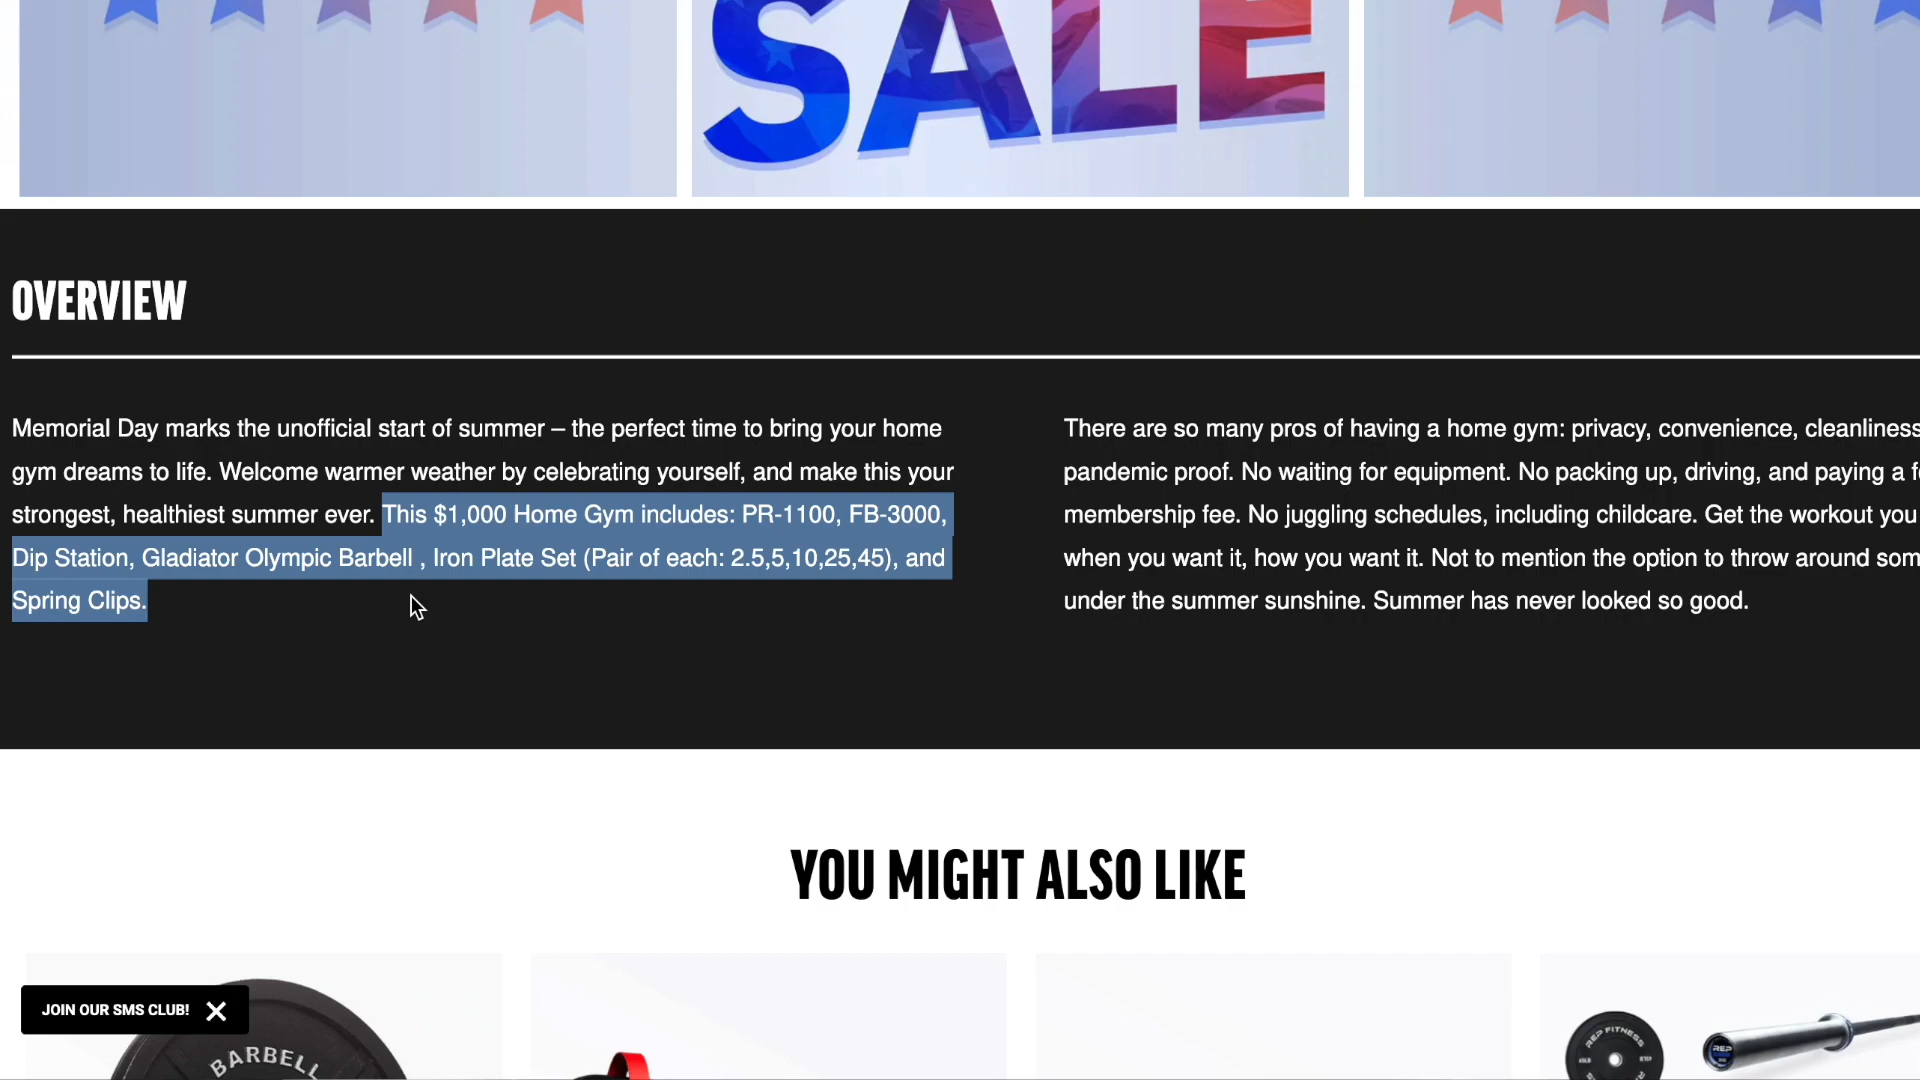 SALE
OVERVIEW
Memorial Day marks the unofficial start of summer – the perfect time to bring your home
gym dreams to life. Welcome warmer weather by celebrating yourself, and make this your
strongest, healthiest summer ever. This $1,000 Home Gym includes: PR-1100, FB-3000,
Dip Station, Gladiator Olympic Barbell , Iron Plate Set (Pair of each: 2.5,5,10,25,45), and
Spring Clips.
There are so many pros of having a home gym: privacy, convenience, cleanliness
pandemic proof. No waiting for equipment. No packing up, driving, and paying a
membership fee. No juggling schedules, including childcare. Get the workout you
when you want it, how you want it. Not to mention the option to throw around som
under the summer sunshine. Summer has never looked so good.
YOU MIGHT ALSO LIKE
JOIN OUR SMS CLUB!
BARBELL
REP FITNESS
REP